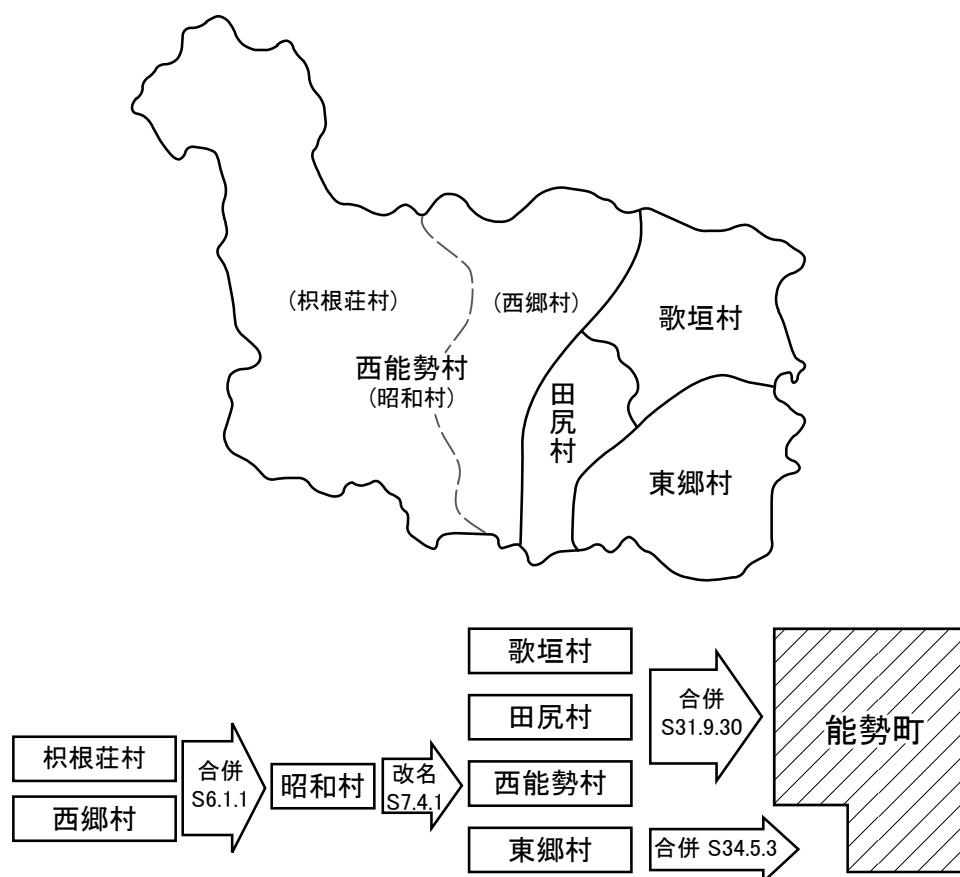 (枳根荘村)
(西郷村)
歌垣村
西能勢村
(昭和村)
田尻村
東郷村
歌垣村
田尻村
西能勢村
東郷村
枳根荘村
西郷村
合併
S6.1.1
昭和村
改名
S7.4.1
合併
S31.9.30
合併 S34.5.3
能勢町